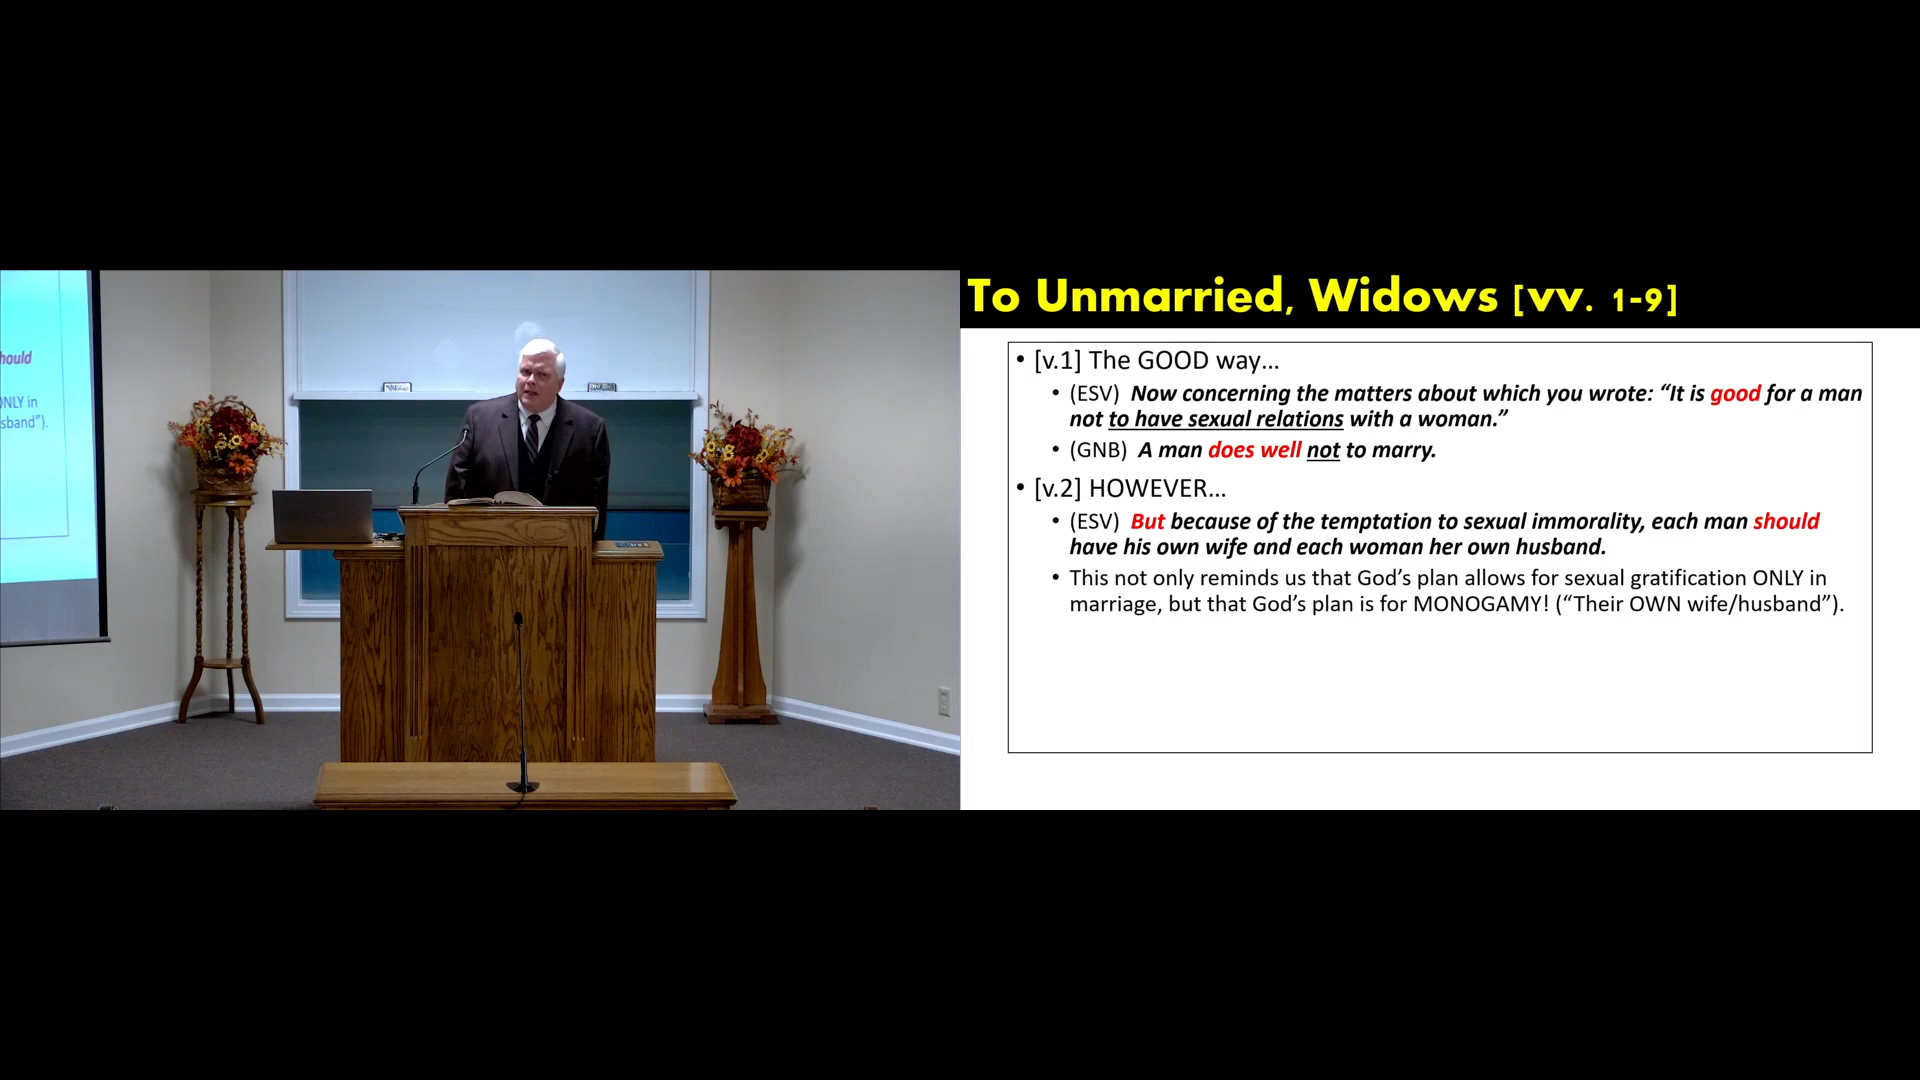 hould
ONLY in
sband”).
To Unmarried, Widows [vv. 1-9]
• [v.1] The GOOD way…
• (ESV) Now concerning the matters about which you wrote: “It is good for a man
not to have sexual relations with a woman.”
• (GNB) A man does well not to marry.
• [v.2] HOWEVER…
• (ESV) But because of the temptation to sexual immorality, each man should
have his own wife and each woman her own husband.
• This not only reminds us that God’s plan allows for sexual gratification ONLY in
marriage, but that God’s plan is for MONOGAMY! (“Their OWN wife/husband”).